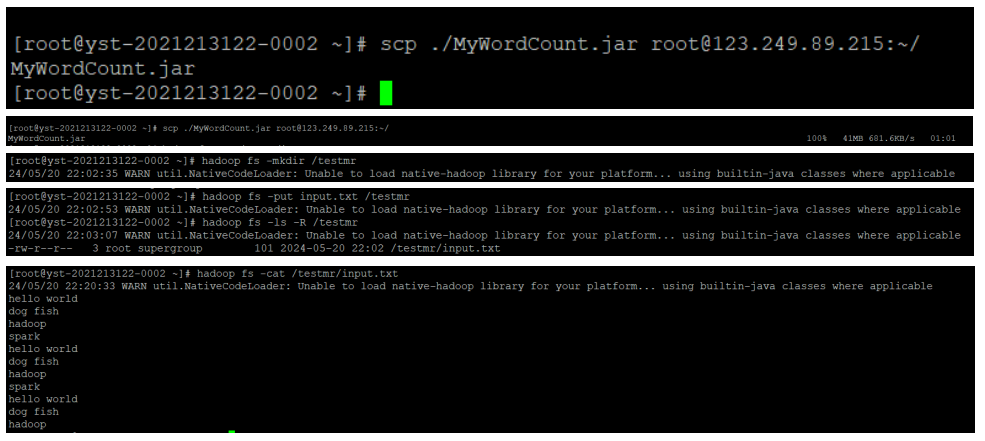 [root@yst-2021213122-0002 ~]# scp ./MyWordCount.jar root@123.249.89.215:~/
MyWordCount.jar
[root@yst-2021213122-0002 ~]#
[root@yst-2021213122-0002 ~]# scp ./MyWordCount.jar root@123.249.89.215:~/
MyWordCount.jar 100% 41MB 681.6KB/s 01:01
[root@yst-2021213122-0002 ~]# hadoop fs -mkdir /testmr
24/05/20 22:02:35 WARN util.NativeCodeLoader: Unable to load native-hadoop library for your platform... using builtin-java classes where applicable
[root@yst-2021213122-0002 ~]# hadoop fs -put input.txt /testmr
24/05/20 22:02:53 WARN util.NativeCodeLoader: Unable to load native-hadoop library for your platform... using builtin-java classes where applicable
[root@yst-2021213122-0002 ~]# hadoop fs -ls -R /testmr
24/05/20 22:03:07 WARN util.NativeCodeLoader: Unable to load native-hadoop library for your platform... using builtin-java classes where applicable
-rw-r--r-- 3 root supergroup 101 2024-05-20 22:02 /testmr/input.txt
[root@yst-2021213122-0002 ~]# hadoop fs -cat /testmr/input.txt
24/05/20 22:20:33 WARN util.NativeCodeLoader: Unable to load native-hadoop library for your platform... using builtin-java classes where applicable
hello world
dog fish
hadoop
spark
hello world
dog fish
hadoop
spark
hello world
dog fish
hadoop